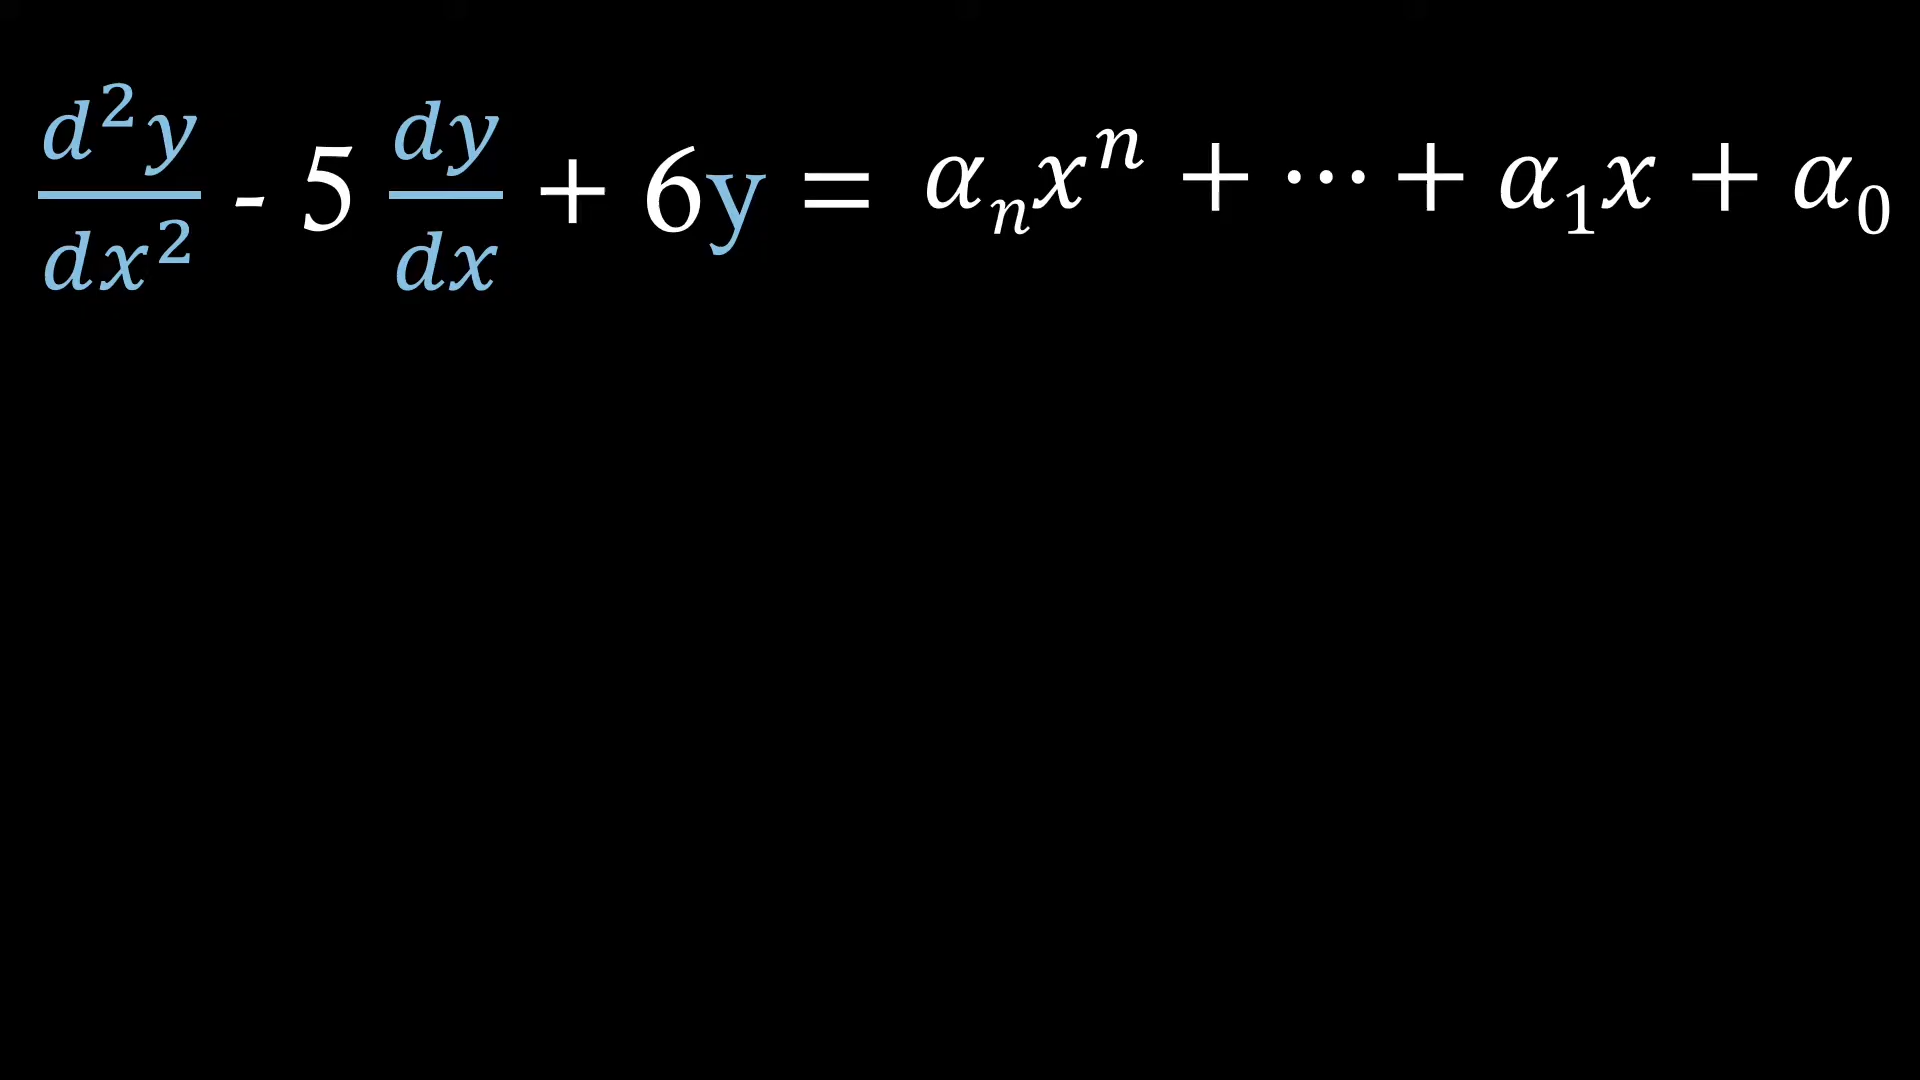 d²y/dx² - 5 dy/dx + 6y = αₙxⁿ + ⋯ + α₁x + α₀